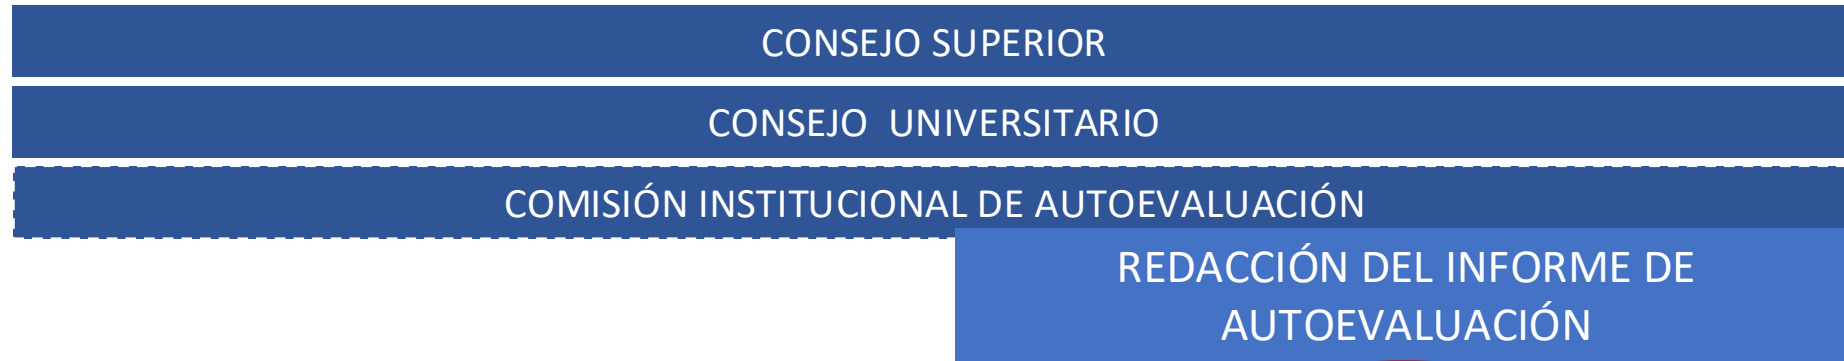 CONSEJO SUPERIOR
CONSEJO UNIVERSITARIO
COMISIÓN INSTITUCIONAL DE AUTOEVALUACIÓN
REDACCIÓN DEL INFORME DE
AUTOEVALUACIÓN